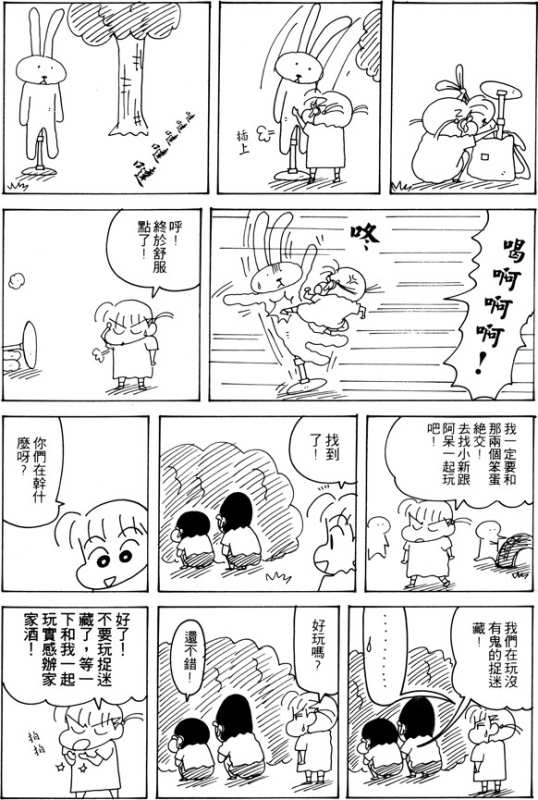 插上
喝啊啊啊！
咚
呼！
終於舒服
點了！
我一定要和
那兩個笨蛋
絕交！
去找小新跟
阿呆一起玩
吧！
找到
了！
你們在幹什
麼呀？
我們在玩沒
有鬼的捉迷
藏！
．．．．．．
好玩嗎？
還不錯！
好了！
不要玩捉迷
藏了，等一
下和我一起
玩實感辦家
家酒！
拍拍